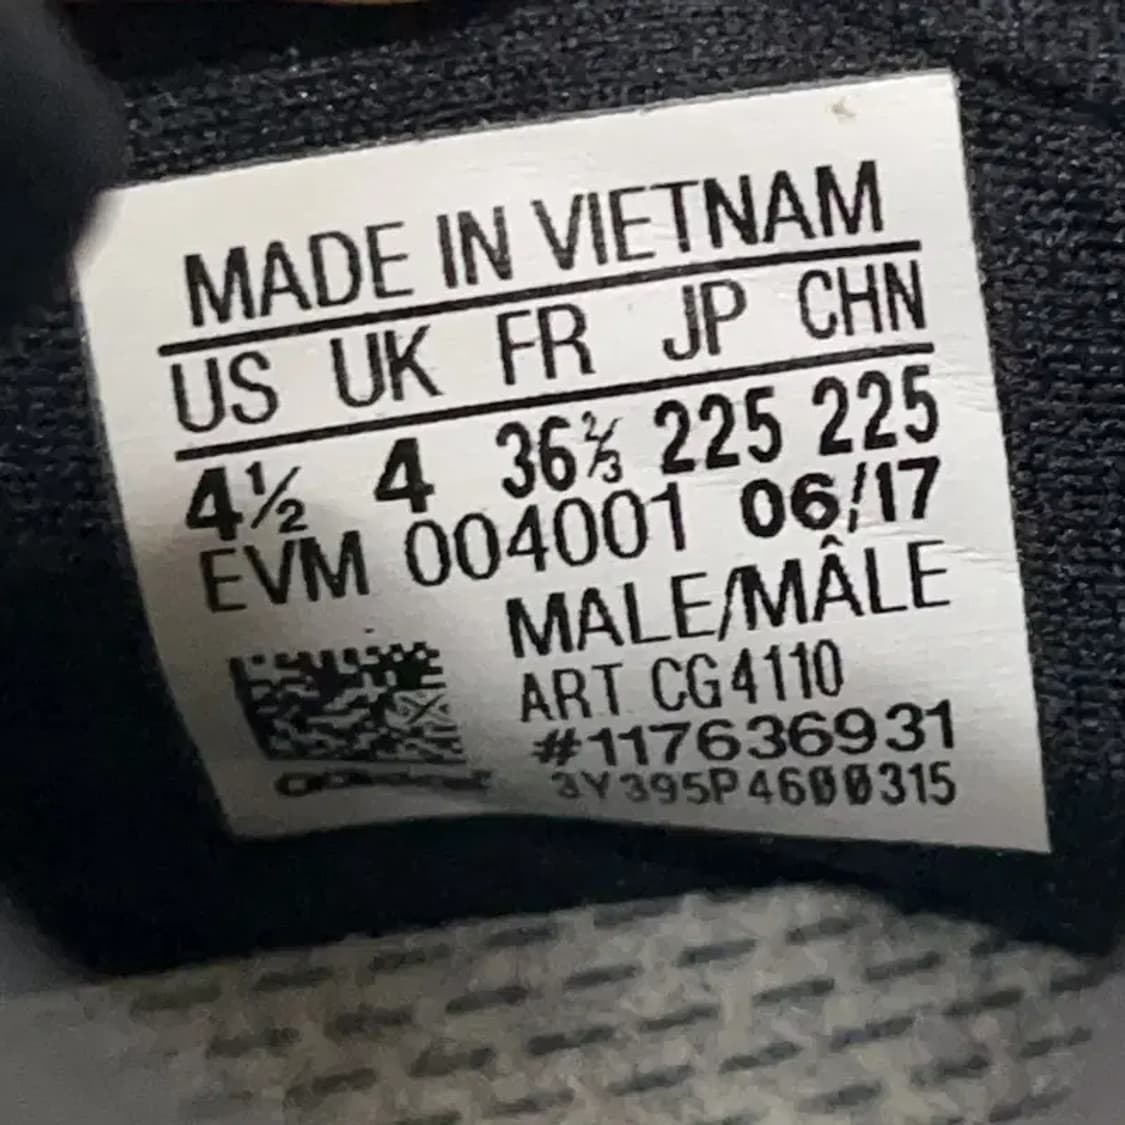 MADE IN VIETNAM
US UK FR JP CHN
4½ 4 36⅔ 225 225
EVM 004001 06/17
MALE/MÂLE
ART CG4110
#117636931
3Y395P4600315